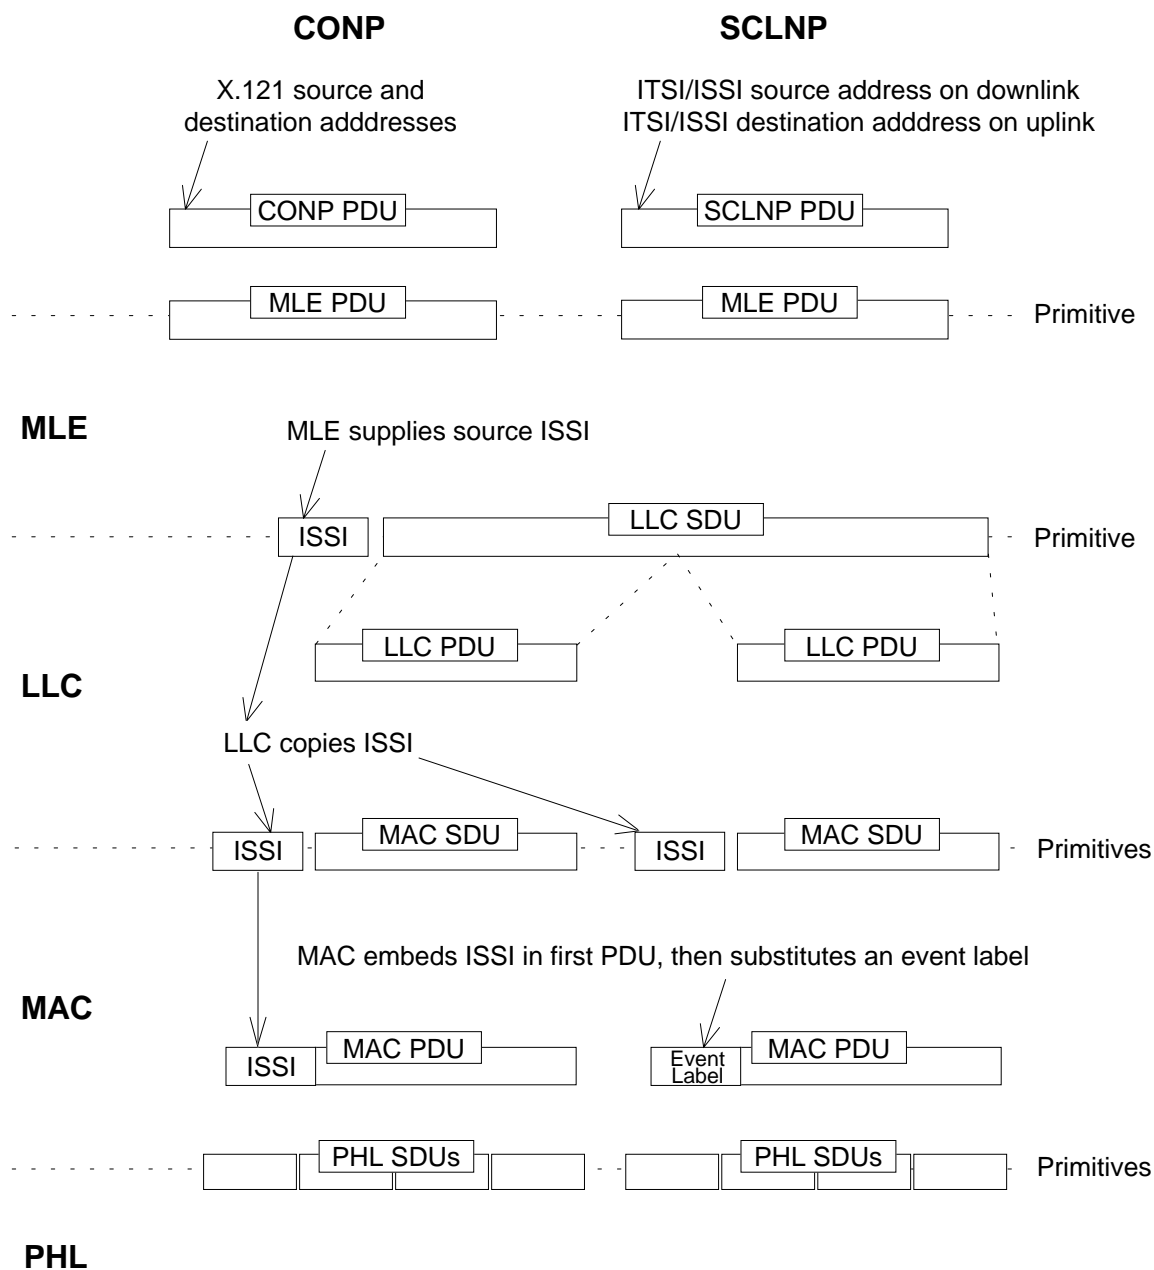 CONP
SCLNP
X.121 source and
destination adddresses
ITSI/ISSI source address on downlink
ITSI/ISSI destination adddress on uplink
CONP PDU
SCLNP PDU
MLE PDU
MLE PDU
Primitive
MLE
MLE supplies source ISSI
ISSI
LLC SDU
Primitive
LLC PDU
LLC PDU
LLC
LLC copies ISSI
ISSI
MAC SDU
ISSI
MAC SDU
Primitives
MAC embeds ISSI in first PDU, then substitutes an event label
MAC
ISSI
MAC PDU
Event
Label
MAC PDU
PHL SDUs
PHL SDUs
Primitives
PHL